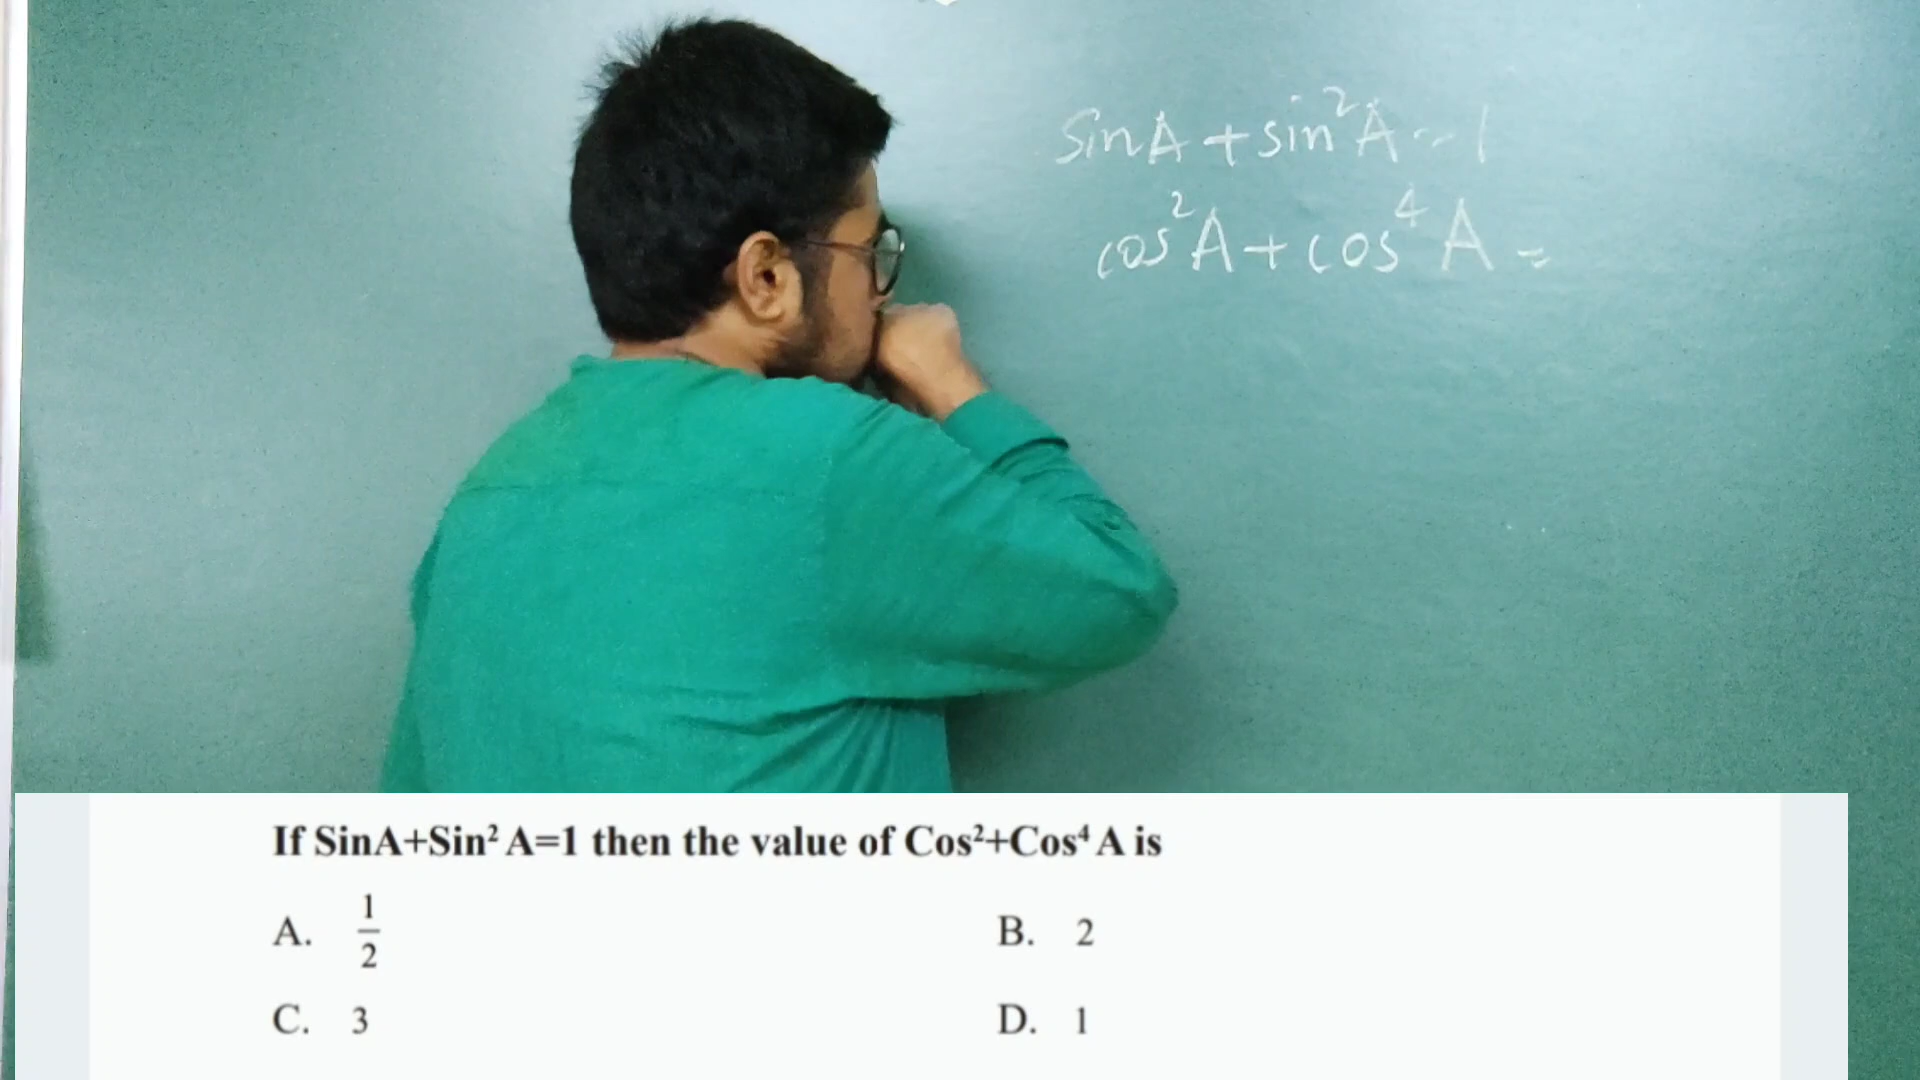 sinA + sin²A = 1
cos²A + cos⁴A =
If SinA+Sin² A=1 then the value of Cos²+Cos⁴ A is
A. 1/2
B. 2
C. 3
D. 1